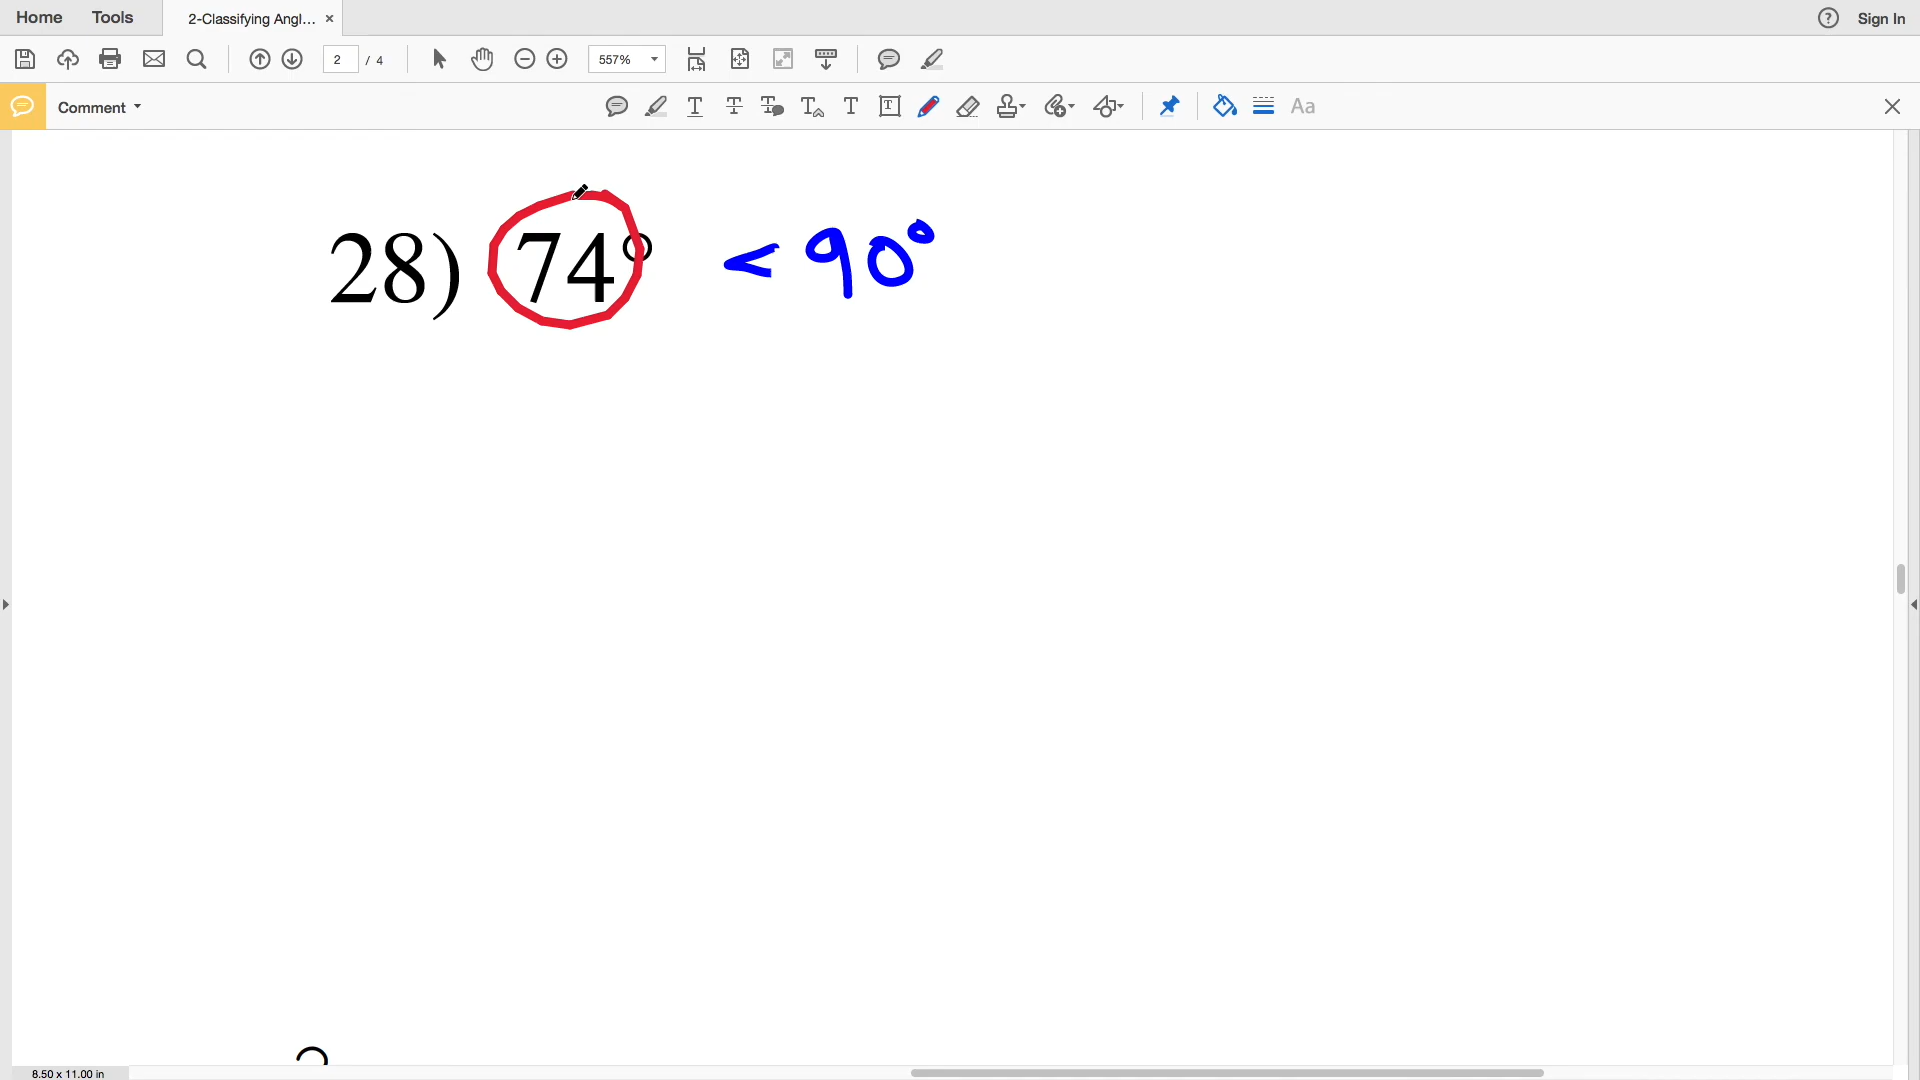 Home Tools 2-Classifying Angl... × ? Sign In
2 / 4 557%
Comment T T T T T T Aa
28) 74° < 90°
8.50 x 11.00 in